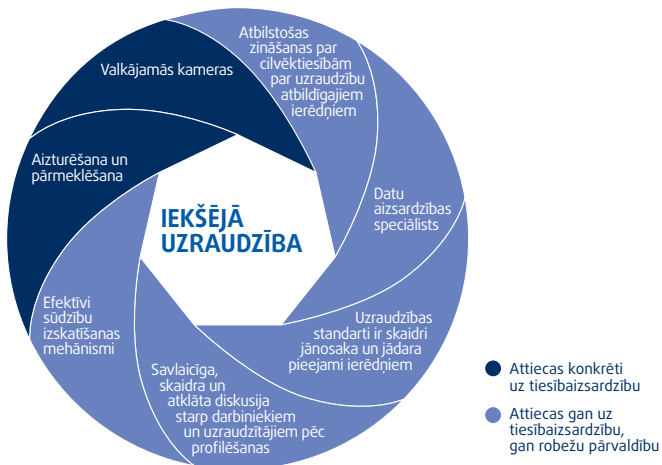 Valkājamās kameras
Atbilstošas
zināšanas par
cilvēktiesībām
par uzraudzību
atbildīgajiem
ierēdņiem
Datu
aizsardzības
speciālists
Uzraudzības
standarti ir skaidri
jānosaka un jādara
pieejami ierēdņiem
Savlaicīga,
skaidra un
atklāta diskusija
starp darbiniekiem
un uzraudzītājiem pēc
profilēšanas
Efektīvi
sūdzību
izskatīšanas
mehānismi
Aizturēšana un
pārmeklēšana
IEKŠĒJĀ
UZRAUDZĪBA
Attiecas konkrēti
uz tiesībaizsardzību
Attiecas gan uz
tiesībaizsardzību,
gan robežu pārvaldību